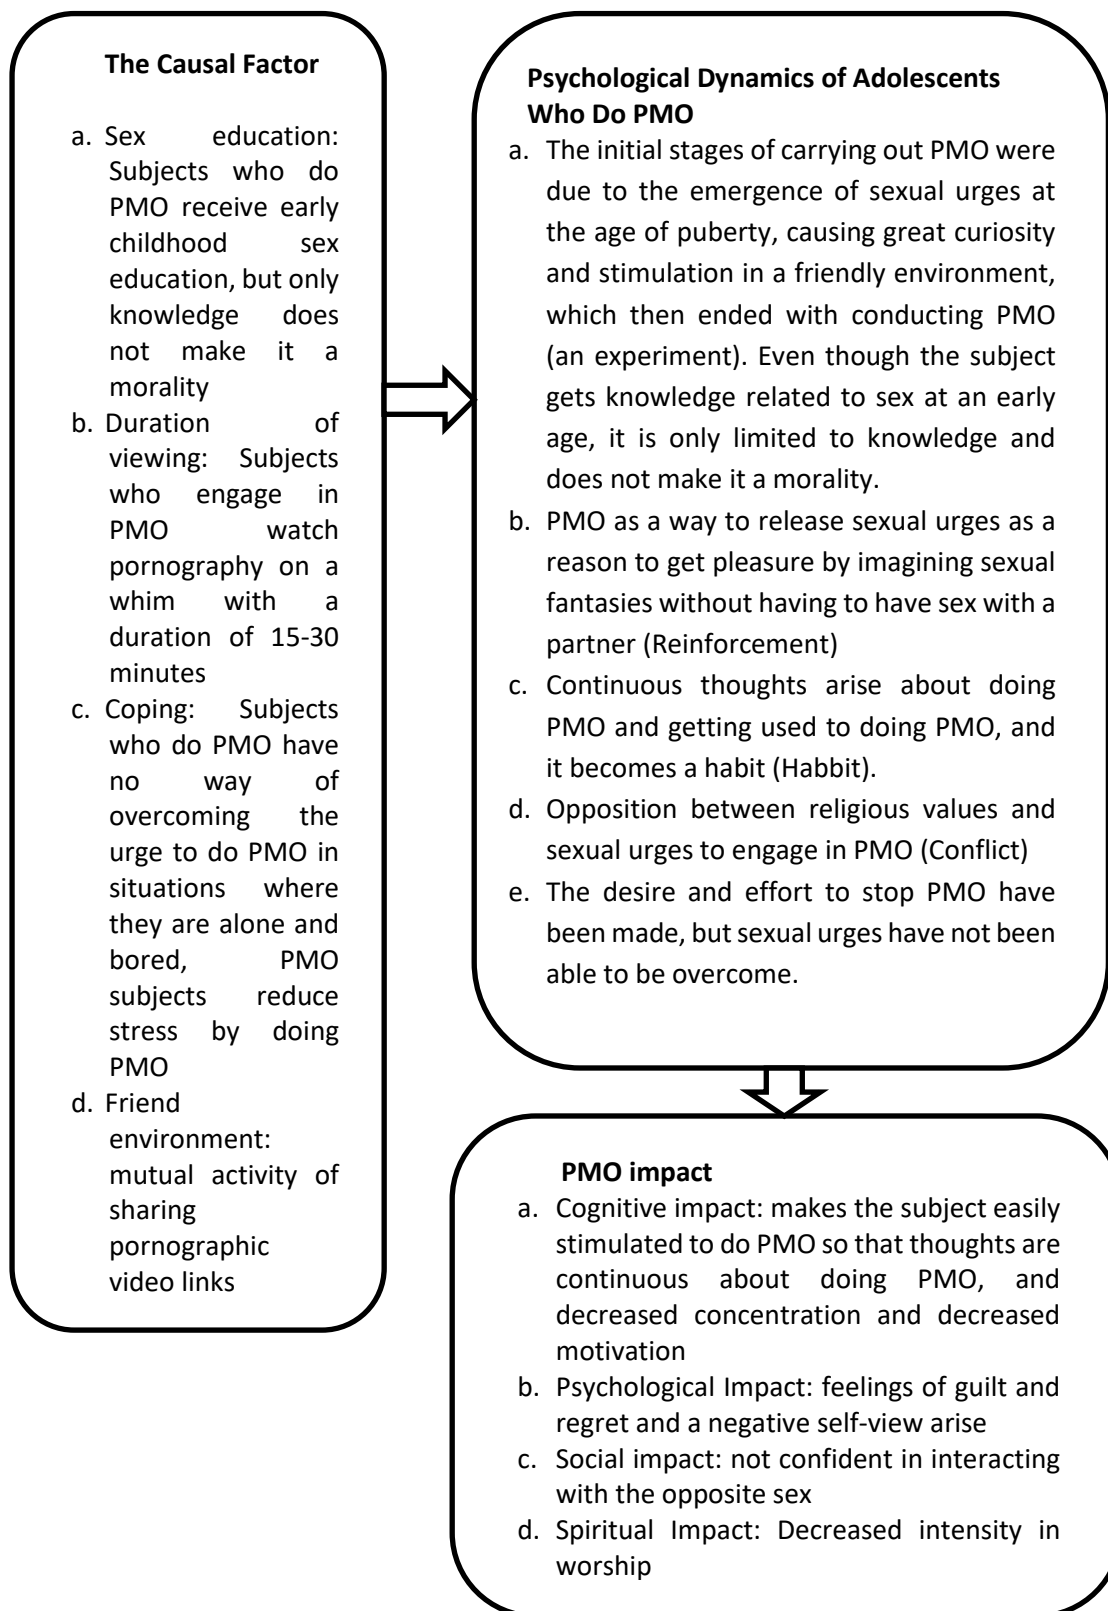 The Causal Factor
a. Sex education:
Subjects who do
PMO receive early
childhood sex
education, but only
knowledge does
not make it a
morality
b. Duration of
viewing: Subjects
who engage in
PMO watch
pornography on a
whim with a
duration of 15-30
minutes
c. Coping: Subjects
who do PMO have
no way of
overcoming the
urge to do PMO in
situations where
they are alone and
bored, PMO
subjects reduce
stress by doing
PMO
d. Friend
environment:
mutual activity of
sharing
pornographic
video links
Psychological Dynamics of Adolescents
Who Do PMO
a. The initial stages of carrying out PMO were
due to the emergence of sexual urges at
the age of puberty, causing great curiosity
and stimulation in a friendly environment,
which then ended with conducting PMO
(an experiment). Even though the subject
gets knowledge related to sex at an early
age, it is only limited to knowledge and
does not make it a morality.
b. PMO as a way to release sexual urges as a
reason to get pleasure by imagining sexual
fantasies without having to have sex with a
partner (Reinforcement)
c. Continuous thoughts arise about doing
PMO and getting used to doing PMO, and
it becomes a habit (Habbit).
d. Opposition between religious values and
sexual urges to engage in PMO (Conflict)
e. The desire and effort to stop PMO have
been made, but sexual urges have not been
able to be overcome.
PMO impact
a. Cognitive impact: makes the subject easily
stimulated to do PMO so that thoughts are
continuous about doing PMO, and
decreased concentration and decreased
motivation
b. Psychological Impact: feelings of guilt and
regret and a negative self-view arise
c. Social impact: not confident in interacting
with the opposite sex
d. Spiritual Impact: Decreased intensity in
worship